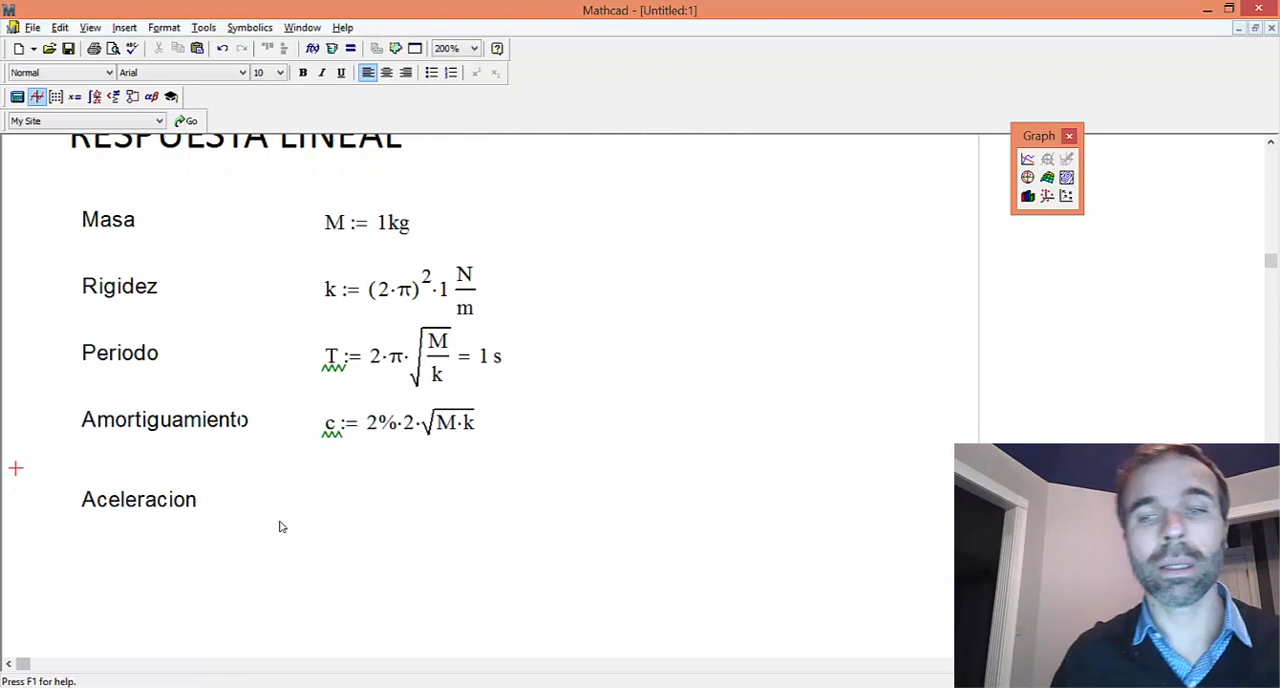 Mathcad - [Untitled:1]
File Edit View Insert Format Tools Symbolics Window Help
200%
Normal Arial 10 B I U
My Site Go
Graph
RESPUESTA LINEAL
Masa M := 1kg
Rigidez k := (2·π)²·1 N/m
Periodo T := 2·π·√(M/k) = 1 s
Amortiguamiento c := 2%·2·√(M·k)
Aceleracion
Press F1 for help.